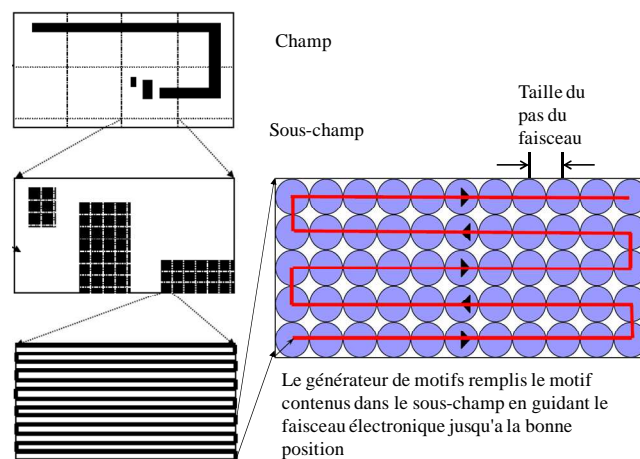 Champ
Taille du
pas du
faisceau
Sous-champ
Le générateur de motifs remplis le motif
contenus dans le sous-champ en guidant le
faisceau électronique jusqu'a la bonne
position